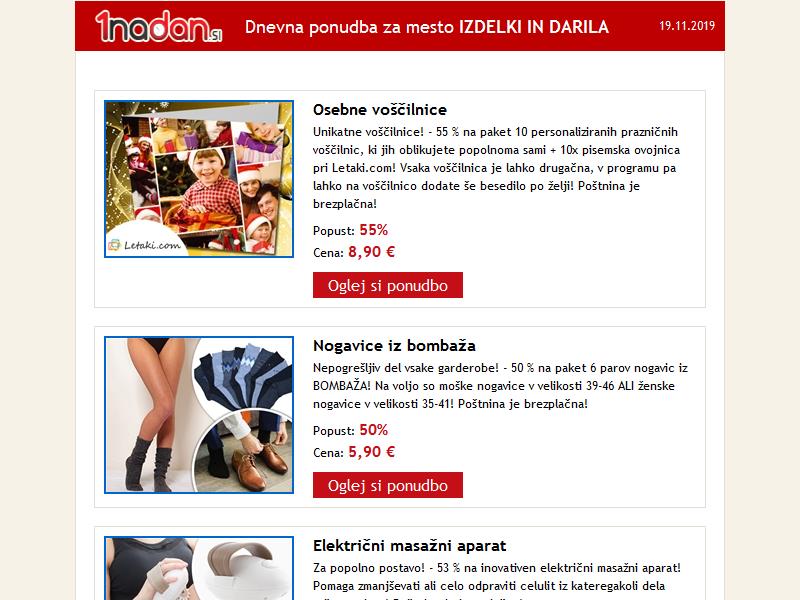 1nadan.si
Dnevna ponudba za mesto IZDELKI IN DARILA
19.11.2019
Letaki.com
Osebne voščilnice
Unikatne voščilnice! - 55 % na paket 10 personaliziranih prazničnih
voščilnic, ki jih oblikujete popolnoma sami + 10x pisemska ovojnica
pri Letaki.com! Vsaka voščilnica je lahko drugačna, v programu pa
lahko na voščilnico dodate še besedilo po želji! Poštnina je
brezplačna!
Popust: 55%
Cena: 8,90 €
Oglej si ponudbo
Nogavice iz bombaža
Nepogrešljiv del vsake garderobe! - 50 % na paket 6 parov nogavic iz
BOMBAŽA! Na voljo so moške nogavice v velikosti 39-46 ALI ženske
nogavice v velikosti 35-41! Poštnina je brezplačna!
Popust: 50%
Cena: 5,90 €
Oglej si ponudbo
Električni masažni aparat
Za popolno postavo! - 53 % na inovativen električni masažni aparat!
Pomaga zmanjševati ali celo odpraviti celulit iz kateregakoli dela